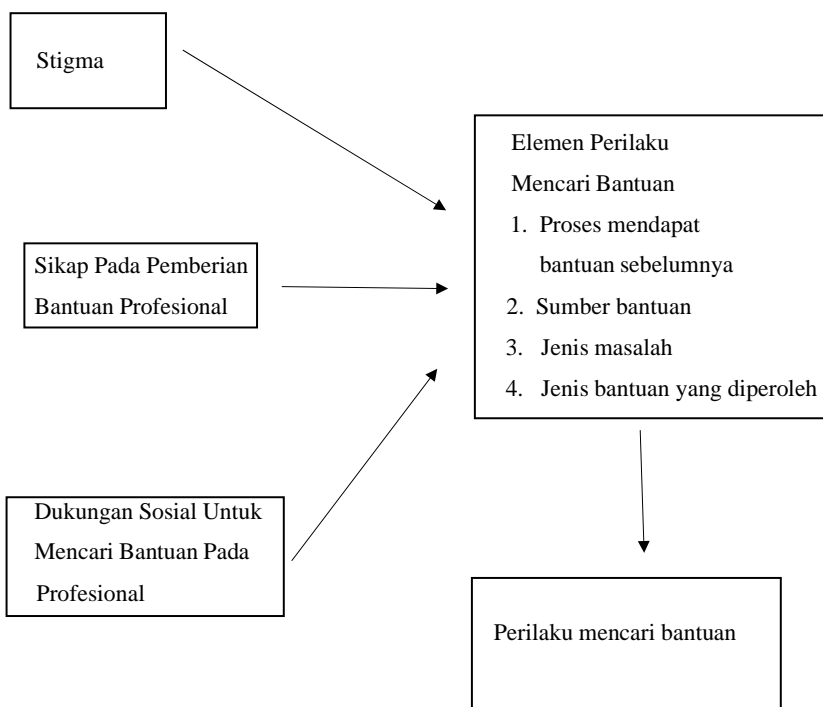 Stigma
Elemen Perilaku
Mencari Bantuan
1. Proses mendapat
bantuan sebelumnya
2. Sumber bantuan
3. Jenis masalah
4. Jenis bantuan yang diperoleh
Sikap Pada Pemberian
Bantuan Profesional
Dukungan Sosial Untuk
Mencari Bantuan Pada
Profesional
Perilaku mencari bantuan